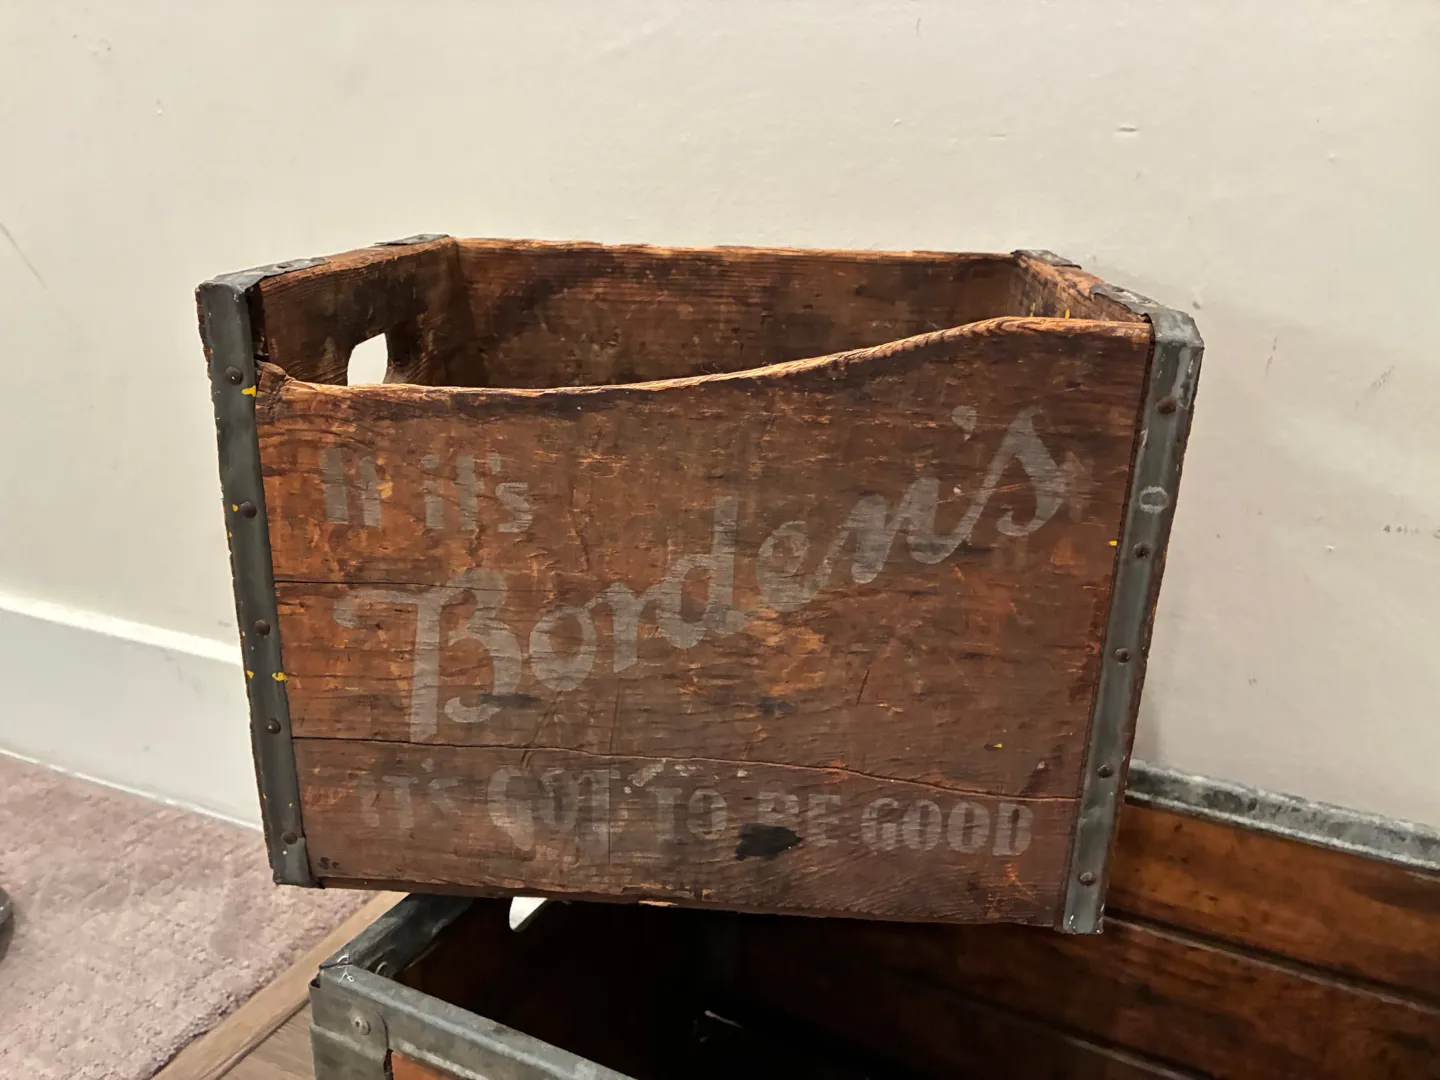 If it's
Borden's
IT'S GOT TO BE GOOD